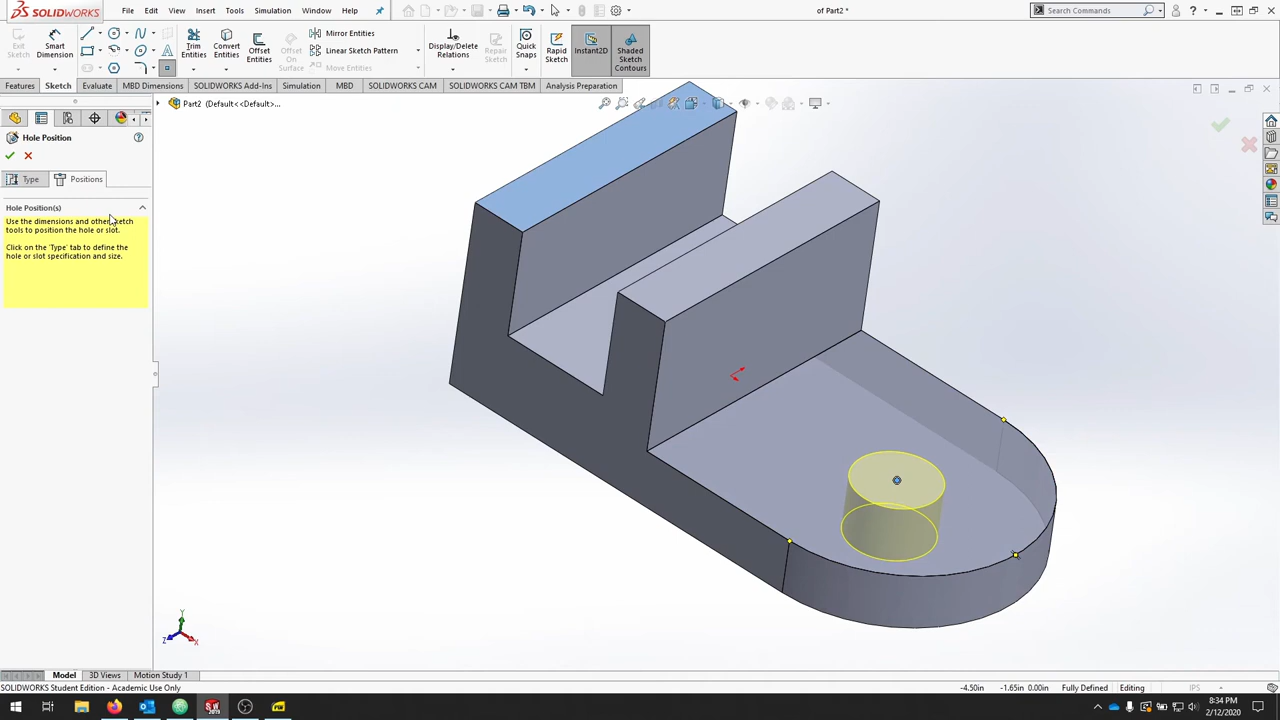 SOLIDWORKS File Edit View Insert Tools Simulation Window Help of Part2 * Search Commands
Exit Sketch Smart Dimension Trim Entities Convert Entities Offset Entities Offset On Surface Mirror Entities Linear Sketch Pattern Move Entities Display/Delete Relations Repair Sketch Quick Snaps Rapid Sketch Instant2D Shaded Sketch Contours
Features Sketch Evaluate MBD Dimensions SOLIDWORKS Add-Ins Simulation MBD SOLIDWORKS CAM SOLIDWORKS CAM TBM Analysis Preparation
Part2 (Default<<Default>...
Hole Position
Type Positions
Hole Position(s)
Use the dimensions and other sketch
tools to position the hole or slot.
Click on the 'Type' tab to define the
hole or slot specification and size.
Y
Z X
Model 3D Views Motion Study 1
SOLIDWORKS Student Edition - Academic Use Only -4.50in -1.65in 0.00in Fully Defined Editing IPS
8:34 PM
2/12/2020